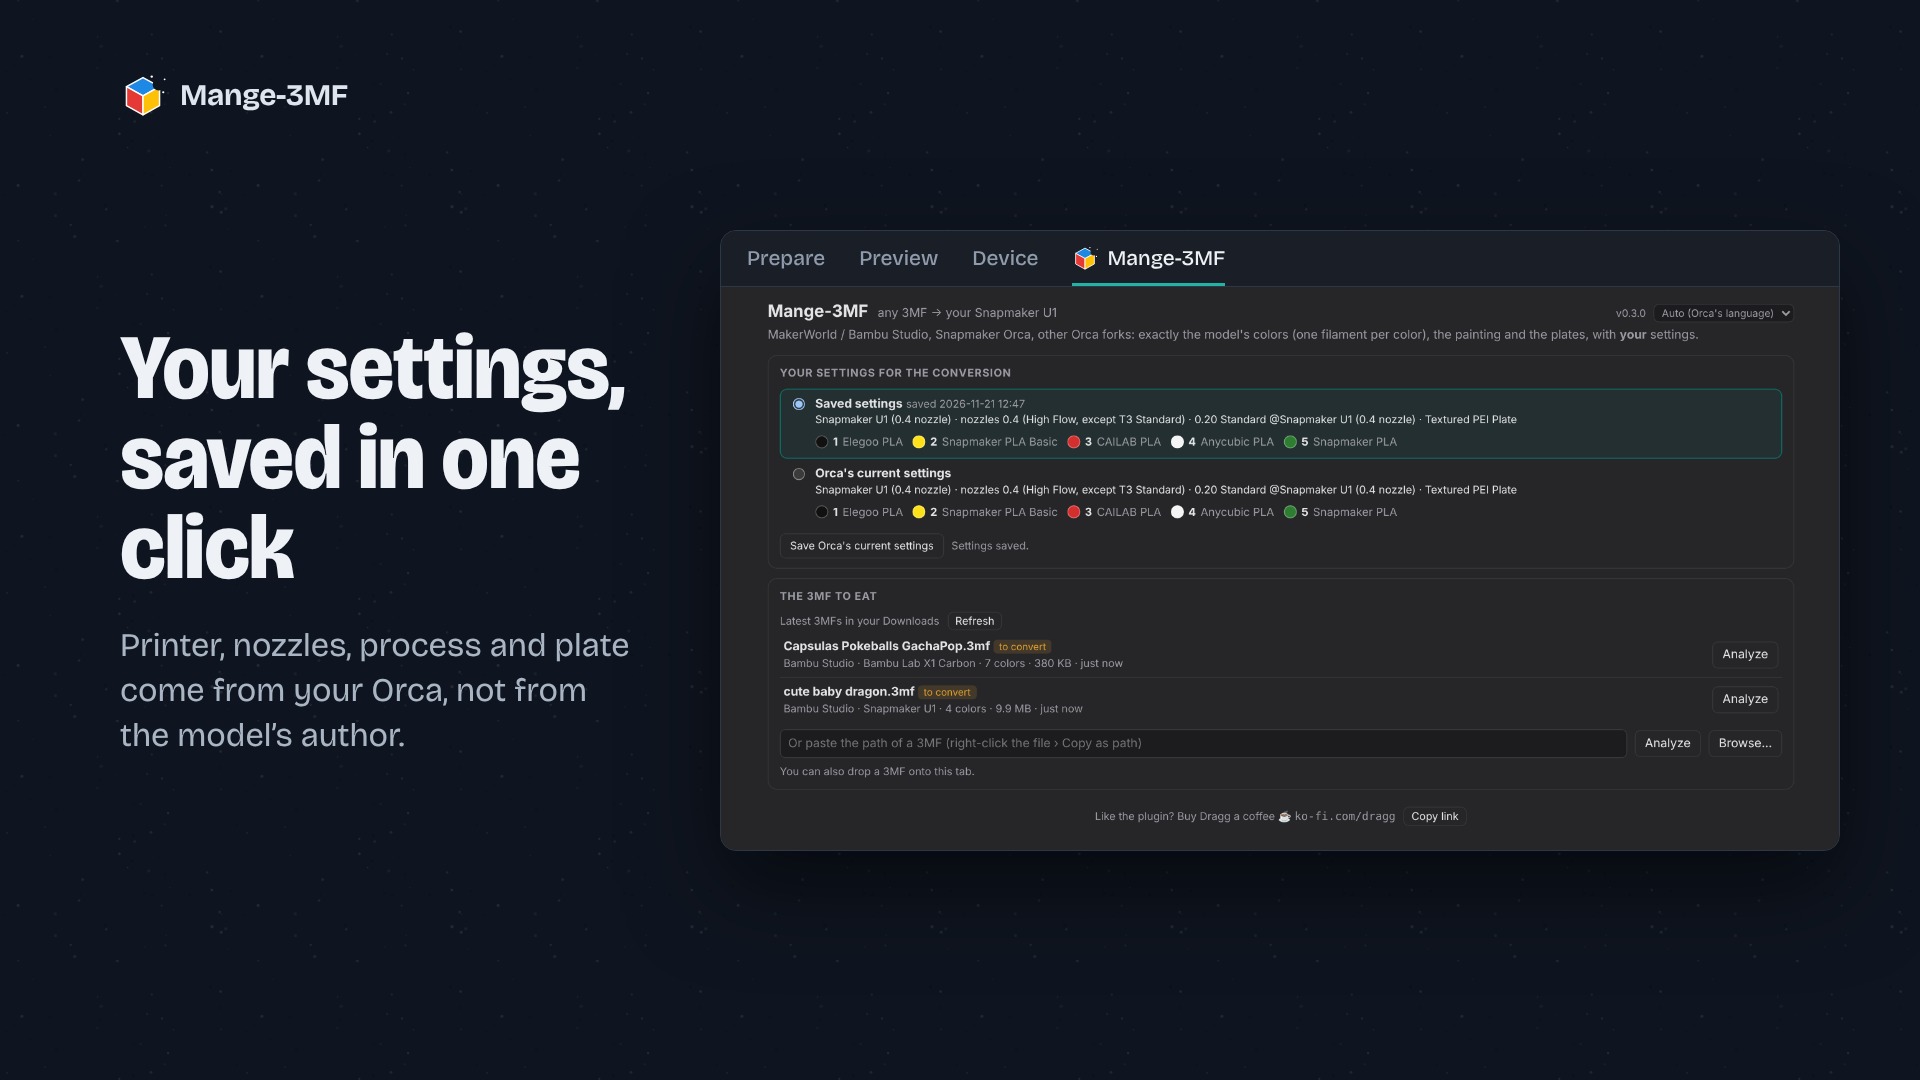 Mange-3MF
Your settings,
saved in one
click
Printer, nozzles, process and plate
come from your Orca, not from
the model's author.
Prepare Preview Device Mange-3MF
Mange-3MF any 3MF → your Snapmaker U1 v0.3.0 Auto (Orca's language)
MakerWorld / Bambu Studio, Snapmaker Orca, other Orca forks: exactly the model's colors (one filament per color), the painting and the plates, with your settings.
YOUR SETTINGS FOR THE CONVERSION
Saved settings saved 2026-11-21 12:47
Snapmaker U1 (0.4 nozzle) · nozzles 0.4 (High Flow, except T3 Standard) · 0.20 Standard @Snapmaker U1 (0.4 nozzle) · Textured PEI Plate
1 Elegoo PLA 2 Snapmaker PLA Basic 3 CAILAB PLA 4 Anycubic PLA 5 Snapmaker PLA
Orca's current settings
Snapmaker U1 (0.4 nozzle) · nozzles 0.4 (High Flow, except T3 Standard) · 0.20 Standard @Snapmaker U1 (0.4 nozzle) · Textured PEI Plate
1 Elegoo PLA 2 Snapmaker PLA Basic 3 CAILAB PLA 4 Anycubic PLA 5 Snapmaker PLA
Save Orca's current settings Settings saved.
THE 3MF TO EAT
Latest 3MFs in your Downloads Refresh
Capsulas Pokeballs GachaPop.3mf to convert
Bambu Studio · Bambu Lab X1 Carbon · 7 colors · 380 KB · just now
Analyze
cute baby dragon.3mf to convert
Bambu Studio · Snapmaker U1 · 4 colors · 9.9 MB · just now
Analyze
Or paste the path of a 3MF (right-click the file › Copy as path) Analyze Browse...
You can also drop a 3MF onto this tab.
Like the plugin? Buy Dragg a coffee ☕ ko-fi.com/dragg Copy link